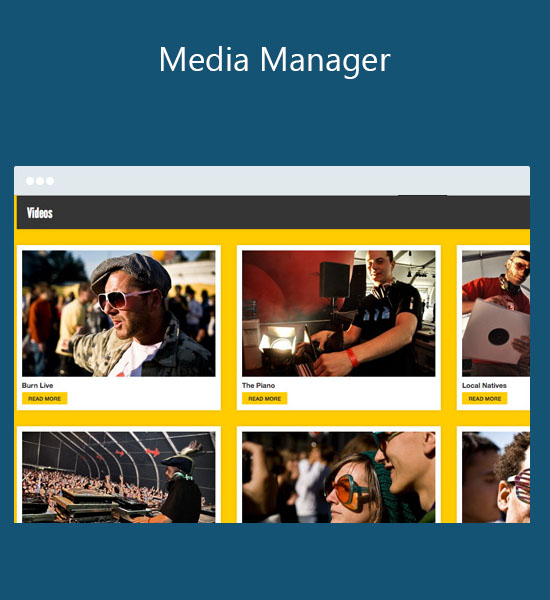 Media Manager
Videos
Burn Live
READ MORE
The Piano
READ MORE
Local Natives
READ MORE